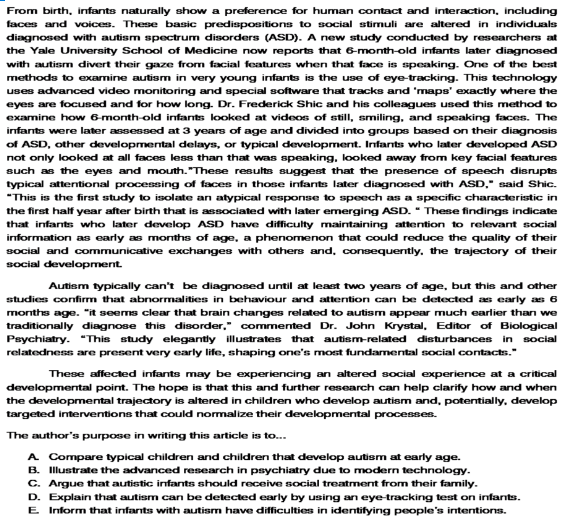 From birth, infants naturally show a preference for human contact and interaction, including
faces and voices. These basic predispositions to social stimuli are altered in individuals
diagnosed with autism spectrum disorders (ASD). A new study conducted by researchers at
the Yale University School of Medicine now reports that 6-month-old infants later diagnosed
with autism divert their gaze from facial features when that face is speaking. One of the best
methods to examine autism in very young infants is the use of eye-tracking. This technology
uses advanced video monitoring and special software that tracks and 'maps' exactly where the
eyes are focused and for how long. Dr. Frederick Shic and his colleagues used this method to
examine how 6-month-old infants looked at videos of still, smiling, and speaking faces. The
infants were later assessed at 3 years of age and divided into groups based on their diagnosis
of ASD, other developmental delays, or typical development. Infants who later developed ASD
not only looked at all faces less than that was speaking, looked away from key facial features
such as the eyes and mouth."These results suggest that the presence of speech disrupts
typical attentional processing of faces in those infants later diagnosed with ASD," said Shic.
"This is the first study to isolate an atypical response to speech as a specific characteristic in
the first half year after birth that is associated with later emerging ASD. " These findings indicate
that infants who later develop ASD have difficulty maintaining attention to relevant social
information as early as months of age, a phenomenon that could reduce the quality of their
social and communicative exchanges with others and, consequently, the trajectory of their
social development.
Autism typically can't be diagnosed until at least two years of age, but this and other
studies confirm that abnormalities in behaviour and attention can be detected as early as 6
months age. "it seems clear that brain changes related to autism appear much earlier than we
traditionally diagnose this disorder," commented Dr. John Krystal, Editor of Biological
Psychiatry. "This study elegantly illustrates that autism-related disturbances in social
relatedness are present very early life, shaping one's most fundamental social contacts."
These affected infants may be experiencing an altered social experience at a critical
developmental point. The hope is that this and further research can help clarify how and when
the developmental trajectory is altered in children who develop autism and, potentially, develop
targeted interventions that could normalize their developmental processes.
The author's purpose in writing this article is to...
A. Compare typical children and children that develop autism at early age.
B. Illustrate the advanced research in psychiatry due to modern technology.
C. Argue that autistic infants should receive social treatment from their family.
D. Explain that autism can be detected early by using an eye-tracking test on infants.
E. Inform that infants with autism have difficulties in identifying people's intentions.